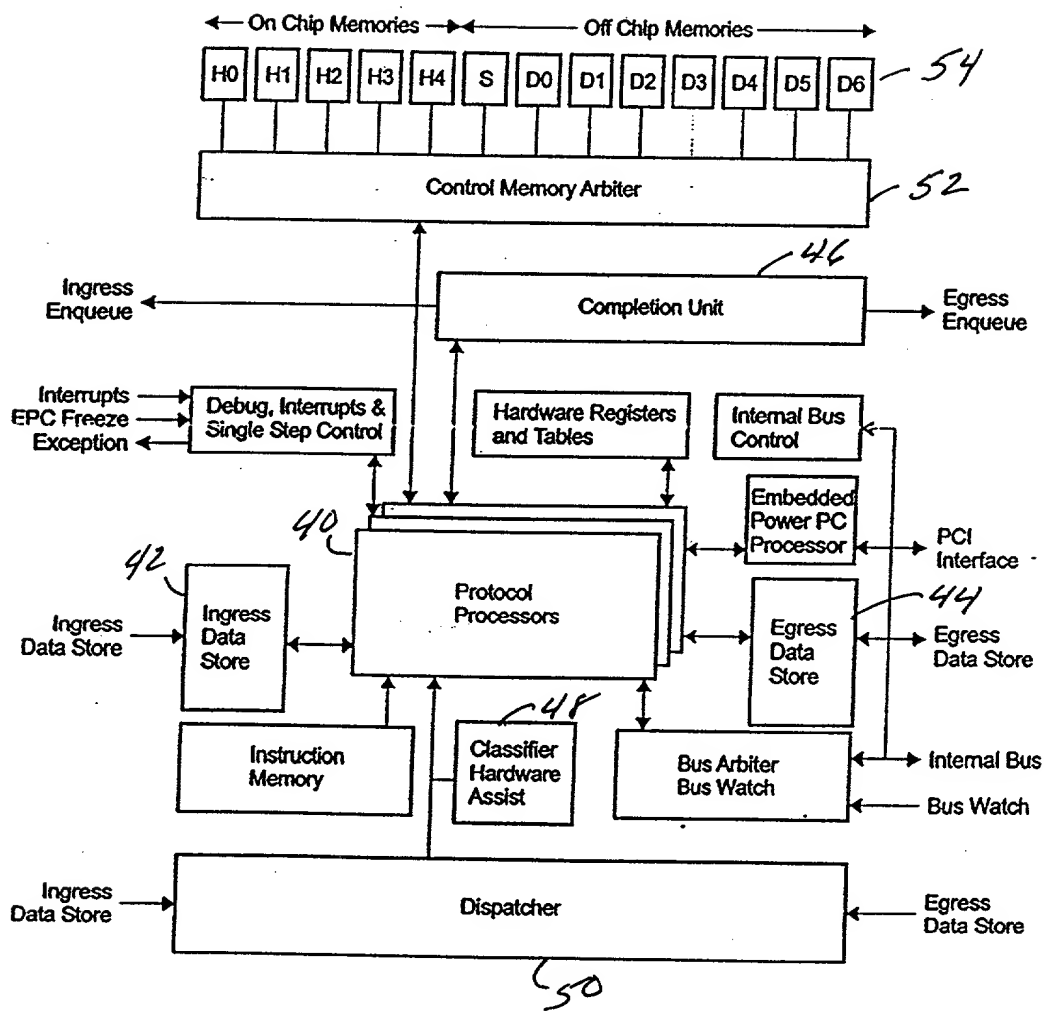 On Chip Memories Off Chip Memories
H0 H1 H2 H3 H4 S D0 D1 D2 D3 D4 D5 D6
54
Control Memory Arbiter
52
46
Ingress
Enqueue
Completion Unit
Egress
Enqueue
Interrupts
EPC Freeze
Exception
Debug, Interrupts &
Single Step Control
Hardware Registers
and Tables
Internal Bus
Control
Embedded
Power PC
Processor
PCI
Interface
40
42
Protocol
Processors
44
Ingress
Data Store
Ingress
Data
Store
Egress
Data
Store
Egress
Data Store
Instruction
Memory
48
Classifier
Hardware
Assist
Bus Arbiter
Bus Watch
Internal Bus
Bus Watch
Ingress
Data Store
Dispatcher
Egress
Data Store
50